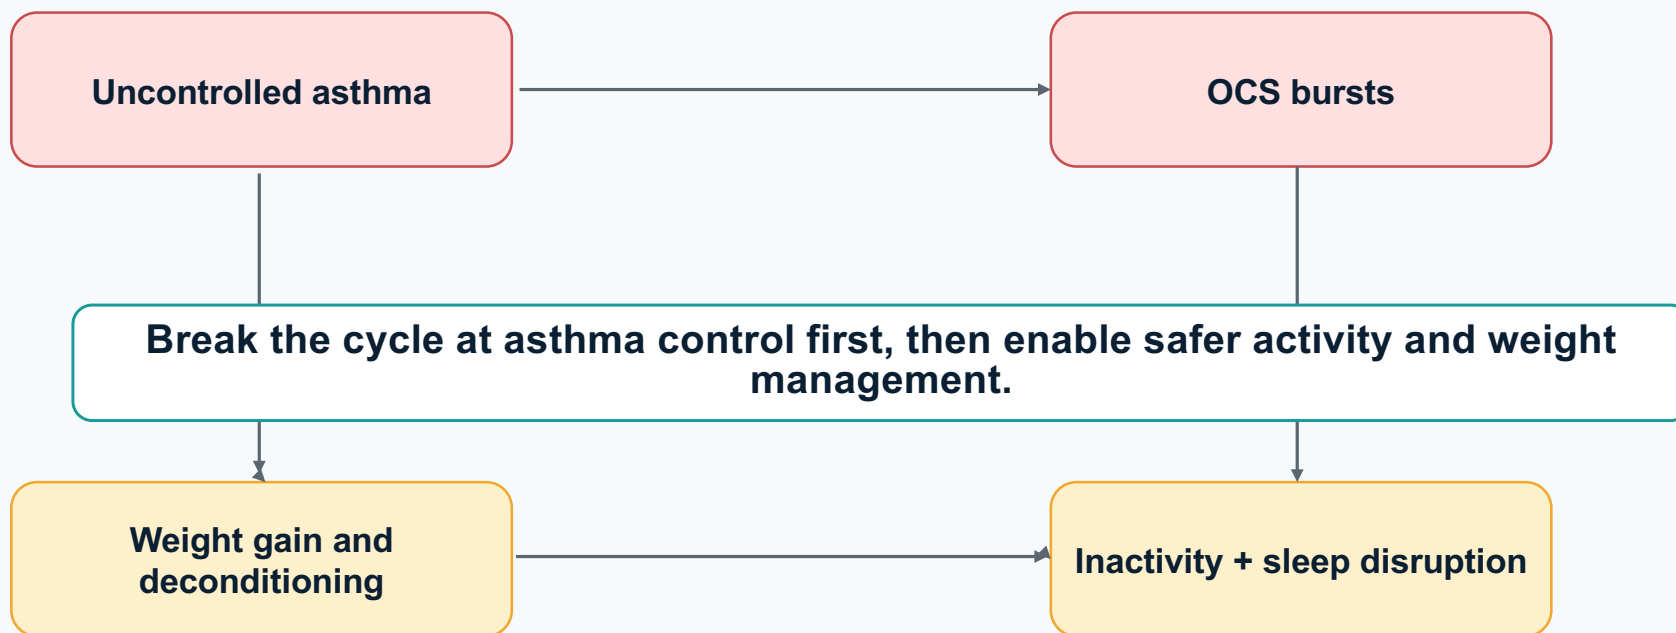 Uncontrolled asthma
OCS bursts
Break the cycle at asthma control first, then enable safer activity and weight
management.
Weight gain and
deconditioning
Inactivity + sleep disruption